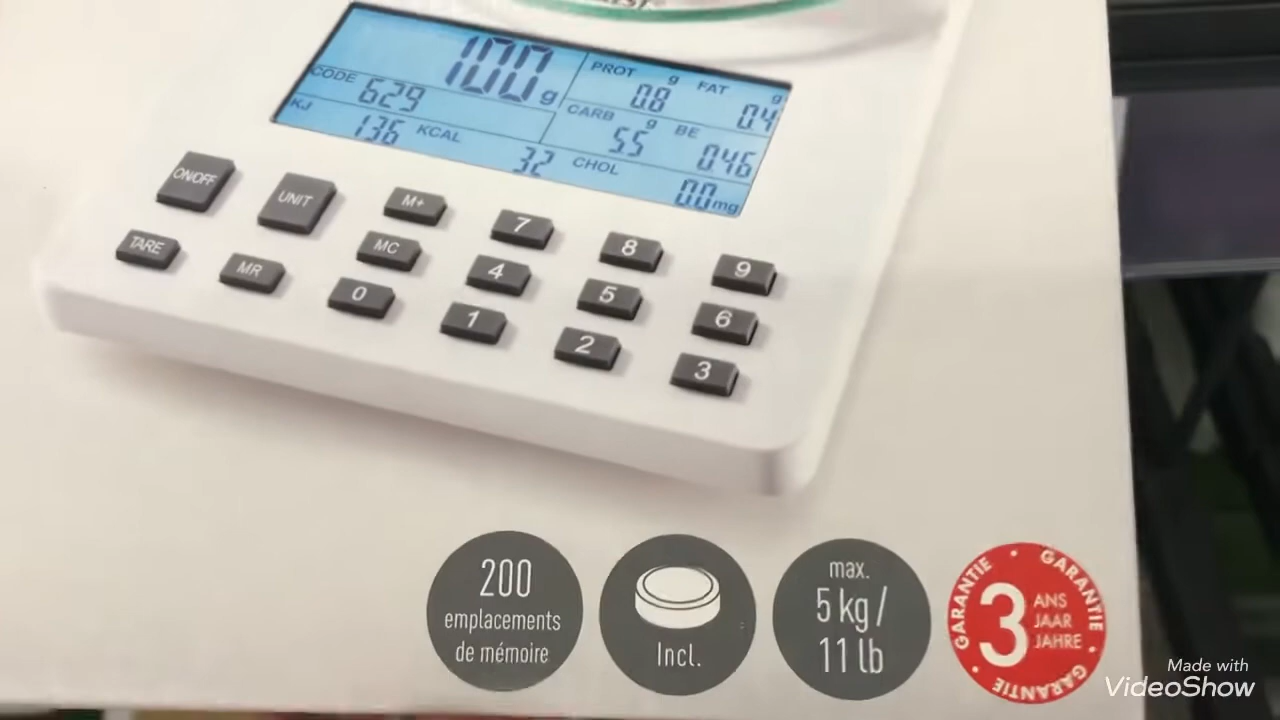 100 g
PROT g
0.8
FAT g
0.4
CODE
629
CARB g
5.5
BE
0.46
KJ
136
KCAL
32
CHOL
0.0 mg
ON/OFF
UNIT
M+
7
8
9
TARE
MR
MC
4
5
6
0
1
2
3
200
emplacements
de mémoire
Incl.
max.
5 kg /
11 lb
GARANTIE • GARANTIE • GARANTIE •
3
ANS
JAAR
JAHRE
Made with
VideoShow